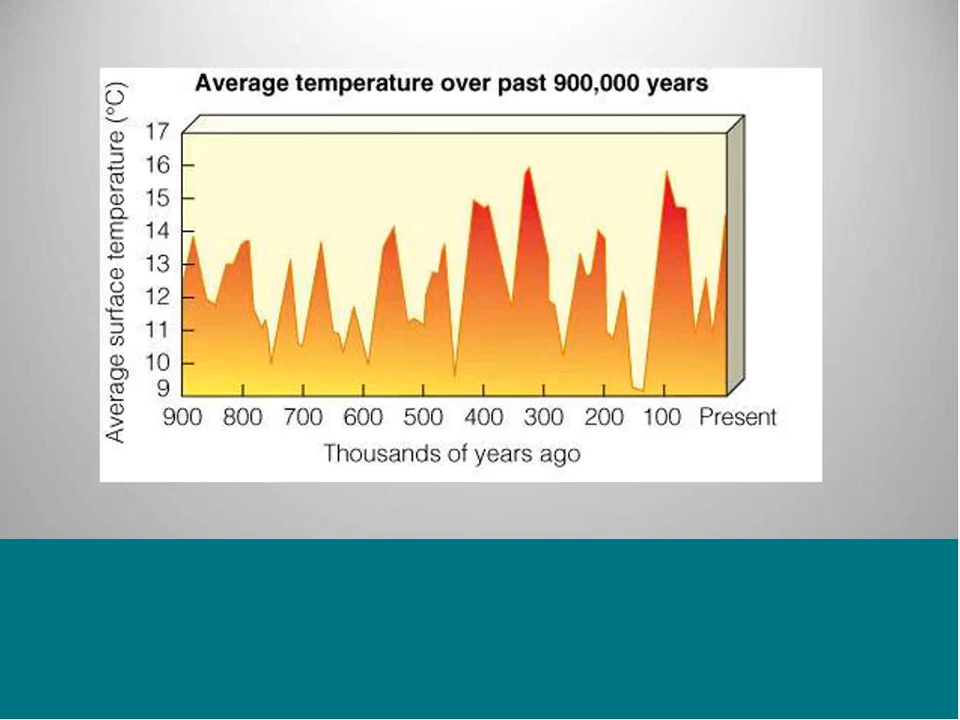 Average temperature over past 900,000 years
Average surface temperature (°C)
17
16
15
14
13
12
11
10
9
900 800 700 600 500 400 300 200 100 Present
Thousands of years ago